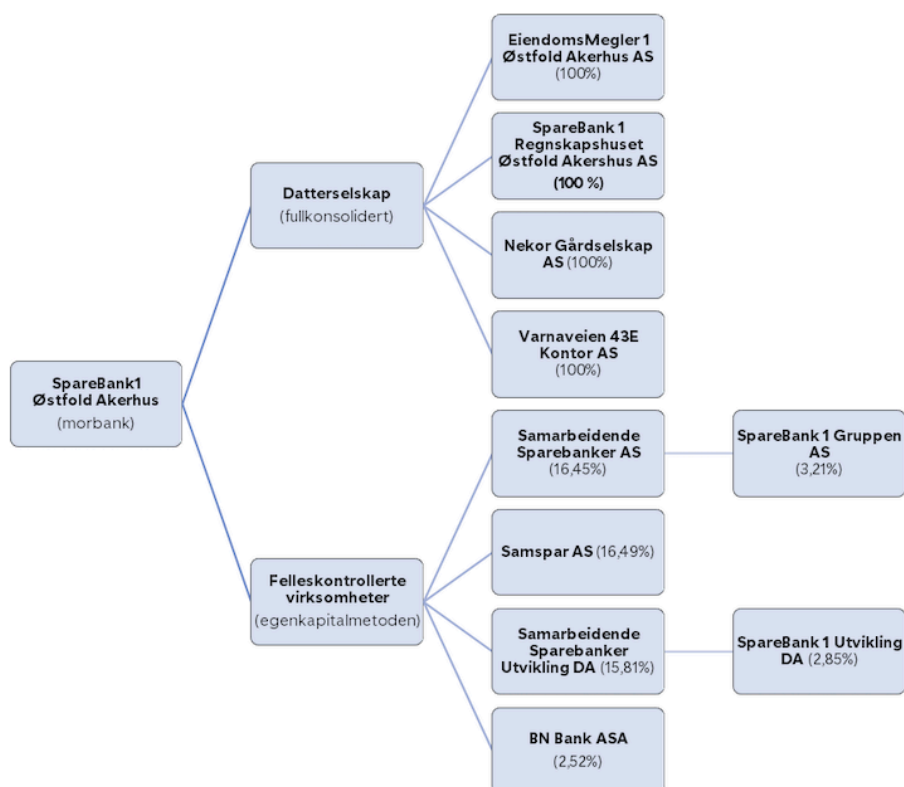 EiendomsMegler 1
Østfold Akerhus AS
(100%)
SpareBank 1
Regnskapshuset
Østfold Akershus AS
(100 %)
Datterselskap
(fullkonsolidert)
Nekor Gårdselskap
AS (100%)
Varnaveien 43E
Kontor AS
(100%)
SpareBank1
Østfold Akerhus
(morbank)
Samarbeidende
Sparebanker AS
(16,45%)
SpareBank 1 Gruppen
AS
(3,21%)
Samspar AS (16,49%)
Felleskontrollerte
virksomheter
(egenkapitalmetoden)
Samarbeidende
Sparebanker
Utvikling DA (15,81%)
SpareBank 1 Utvikling
DA (2,85%)
BN Bank ASA
(2,52%)